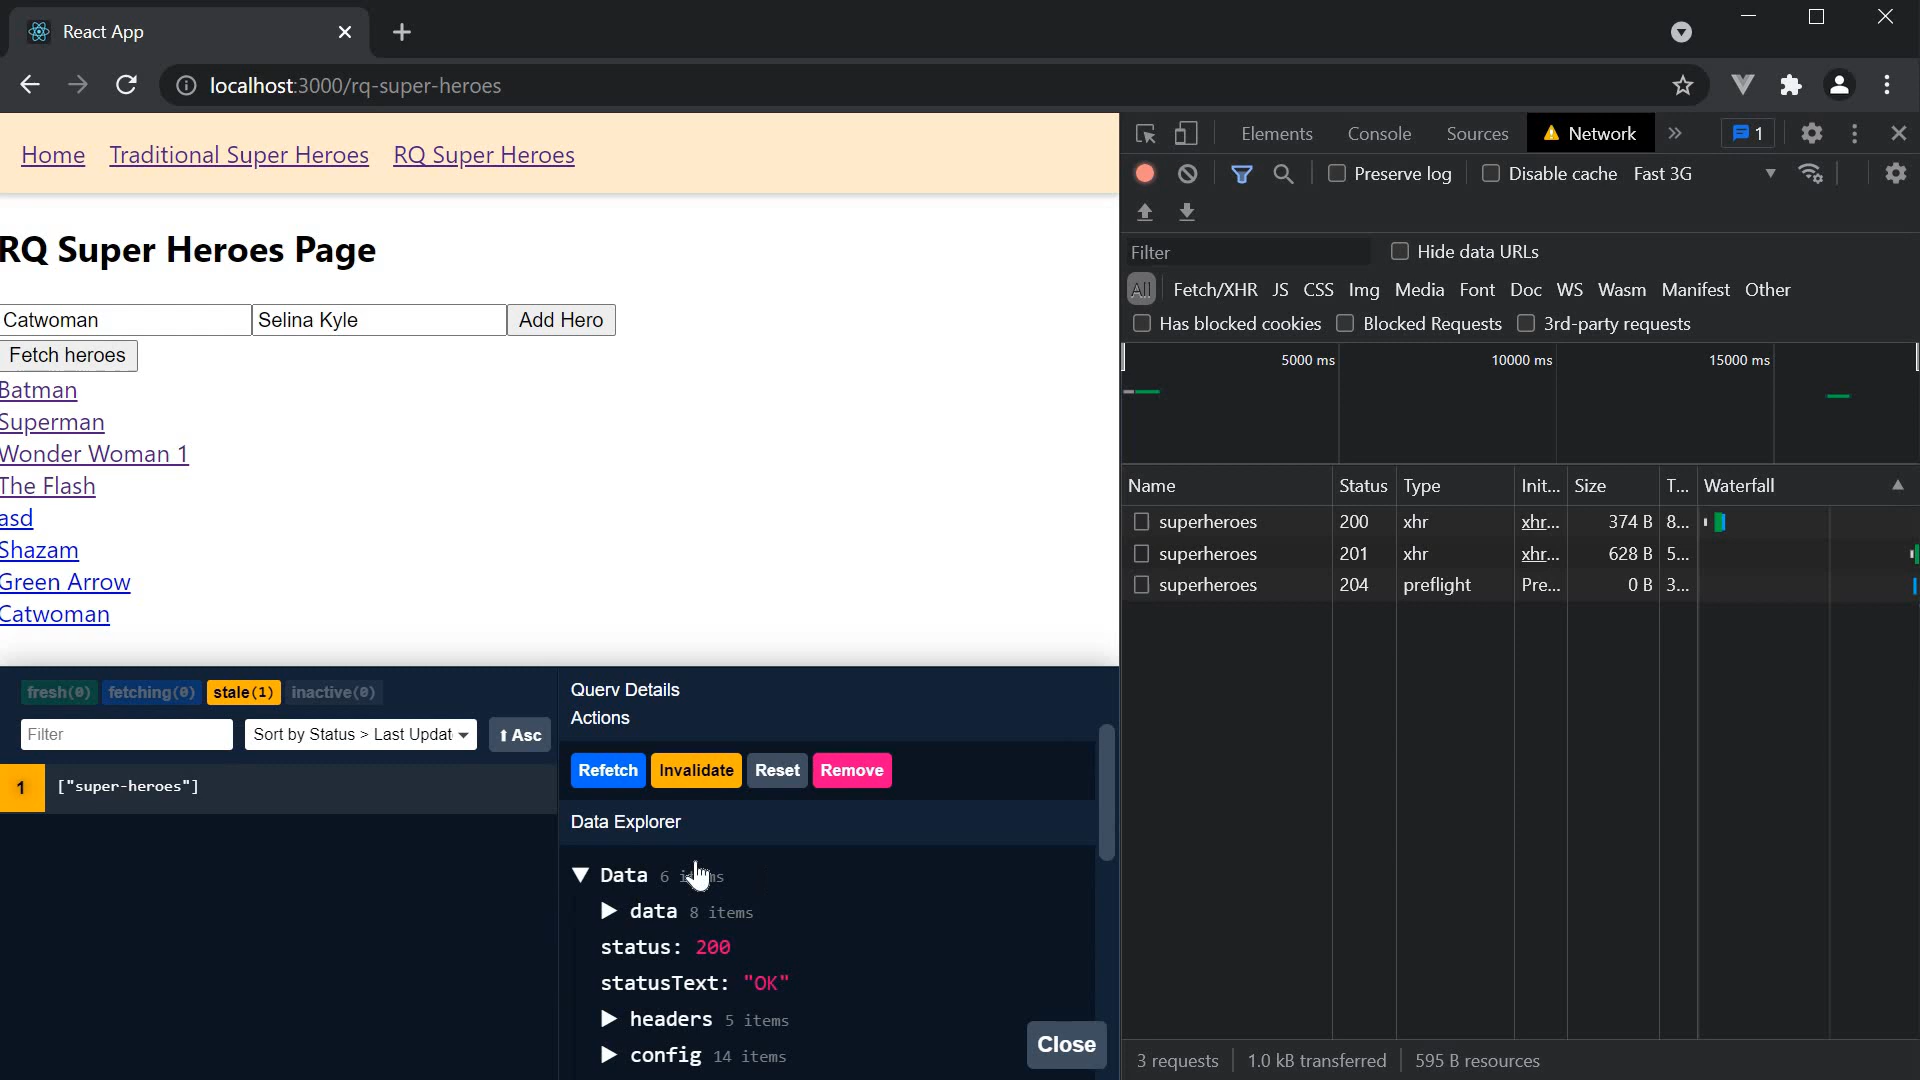 React App
localhost:3000/rq-super-heroes
Home Traditional Super Heroes RQ Super Heroes
RQ Super Heroes Page
Catwoman Selina Kyle Add Hero
Fetch heroes
Batman
Superman
Wonder Woman 1
The Flash
asd
Shazam
Green Arrow
Catwoman
fresh(0) fetching(0) stale(1) inactive(0)
Filter Sort by Status > Last Updat Asc
1 ["super-heroes"]
Query Details
Actions
Refetch Invalidate Reset Remove
Data Explorer
Data 6
data 8 items
status: 200
statusText: "OK"
headers 5 items
config 14 items
Close
Elements Console Sources Network 1
Preserve log Disable cache Fast 3G
Filter Hide data URLs
All Fetch/XHR JS CSS Img Media Font Doc WS Wasm Manifest Other
Has blocked cookies Blocked Requests 3rd-party requests
5000 ms 10000 ms 15000 ms
Name Status Type Init... Size T... Waterfall
superheroes 200 xhr xhr... 374 B 8...
superheroes 201 xhr xhr... 628 B 5...
superheroes 204 preflight Pre... 0 B 3...
3 requests 1.0 kB transferred 595 B resources